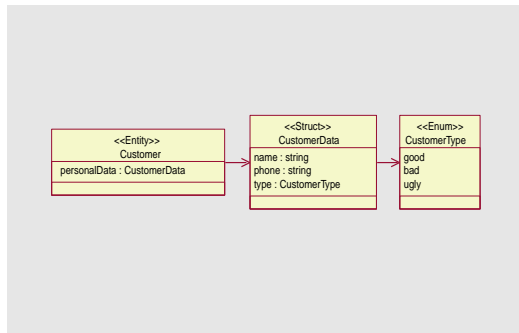 <<Entity>>
Customer
personalData : CustomerData
<<Struct>>
CustomerData
name : string
phone : string
type : CustomerType
<<Enum>>
CustomerType
good
bad
ugly